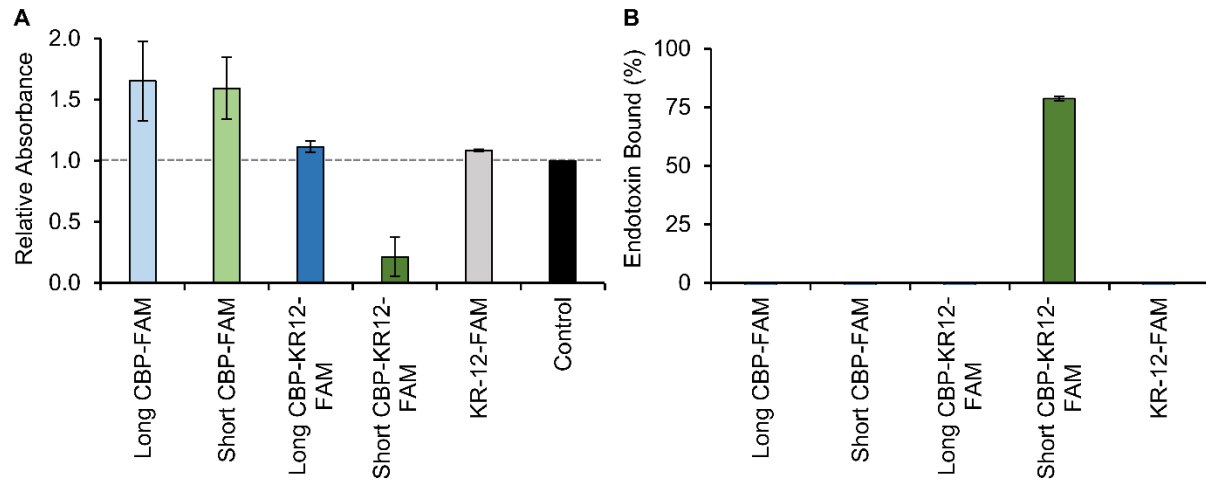 A
Relative Absorbance
2.0
1.5
1.0
0.5
0.0
Long CBP-FAM
Short CBP-FAM
Long CBP-KR12-
FAM
Short CBP-KR12-
FAM
KR-12-FAM
Control
B
Endotoxin Bound (%)
100
75
50
25
0
Long CBP-FAM
Short CBP-FAM
Long CBP-KR12-
FAM
Short CBP-KR12-
FAM
KR-12-FAM